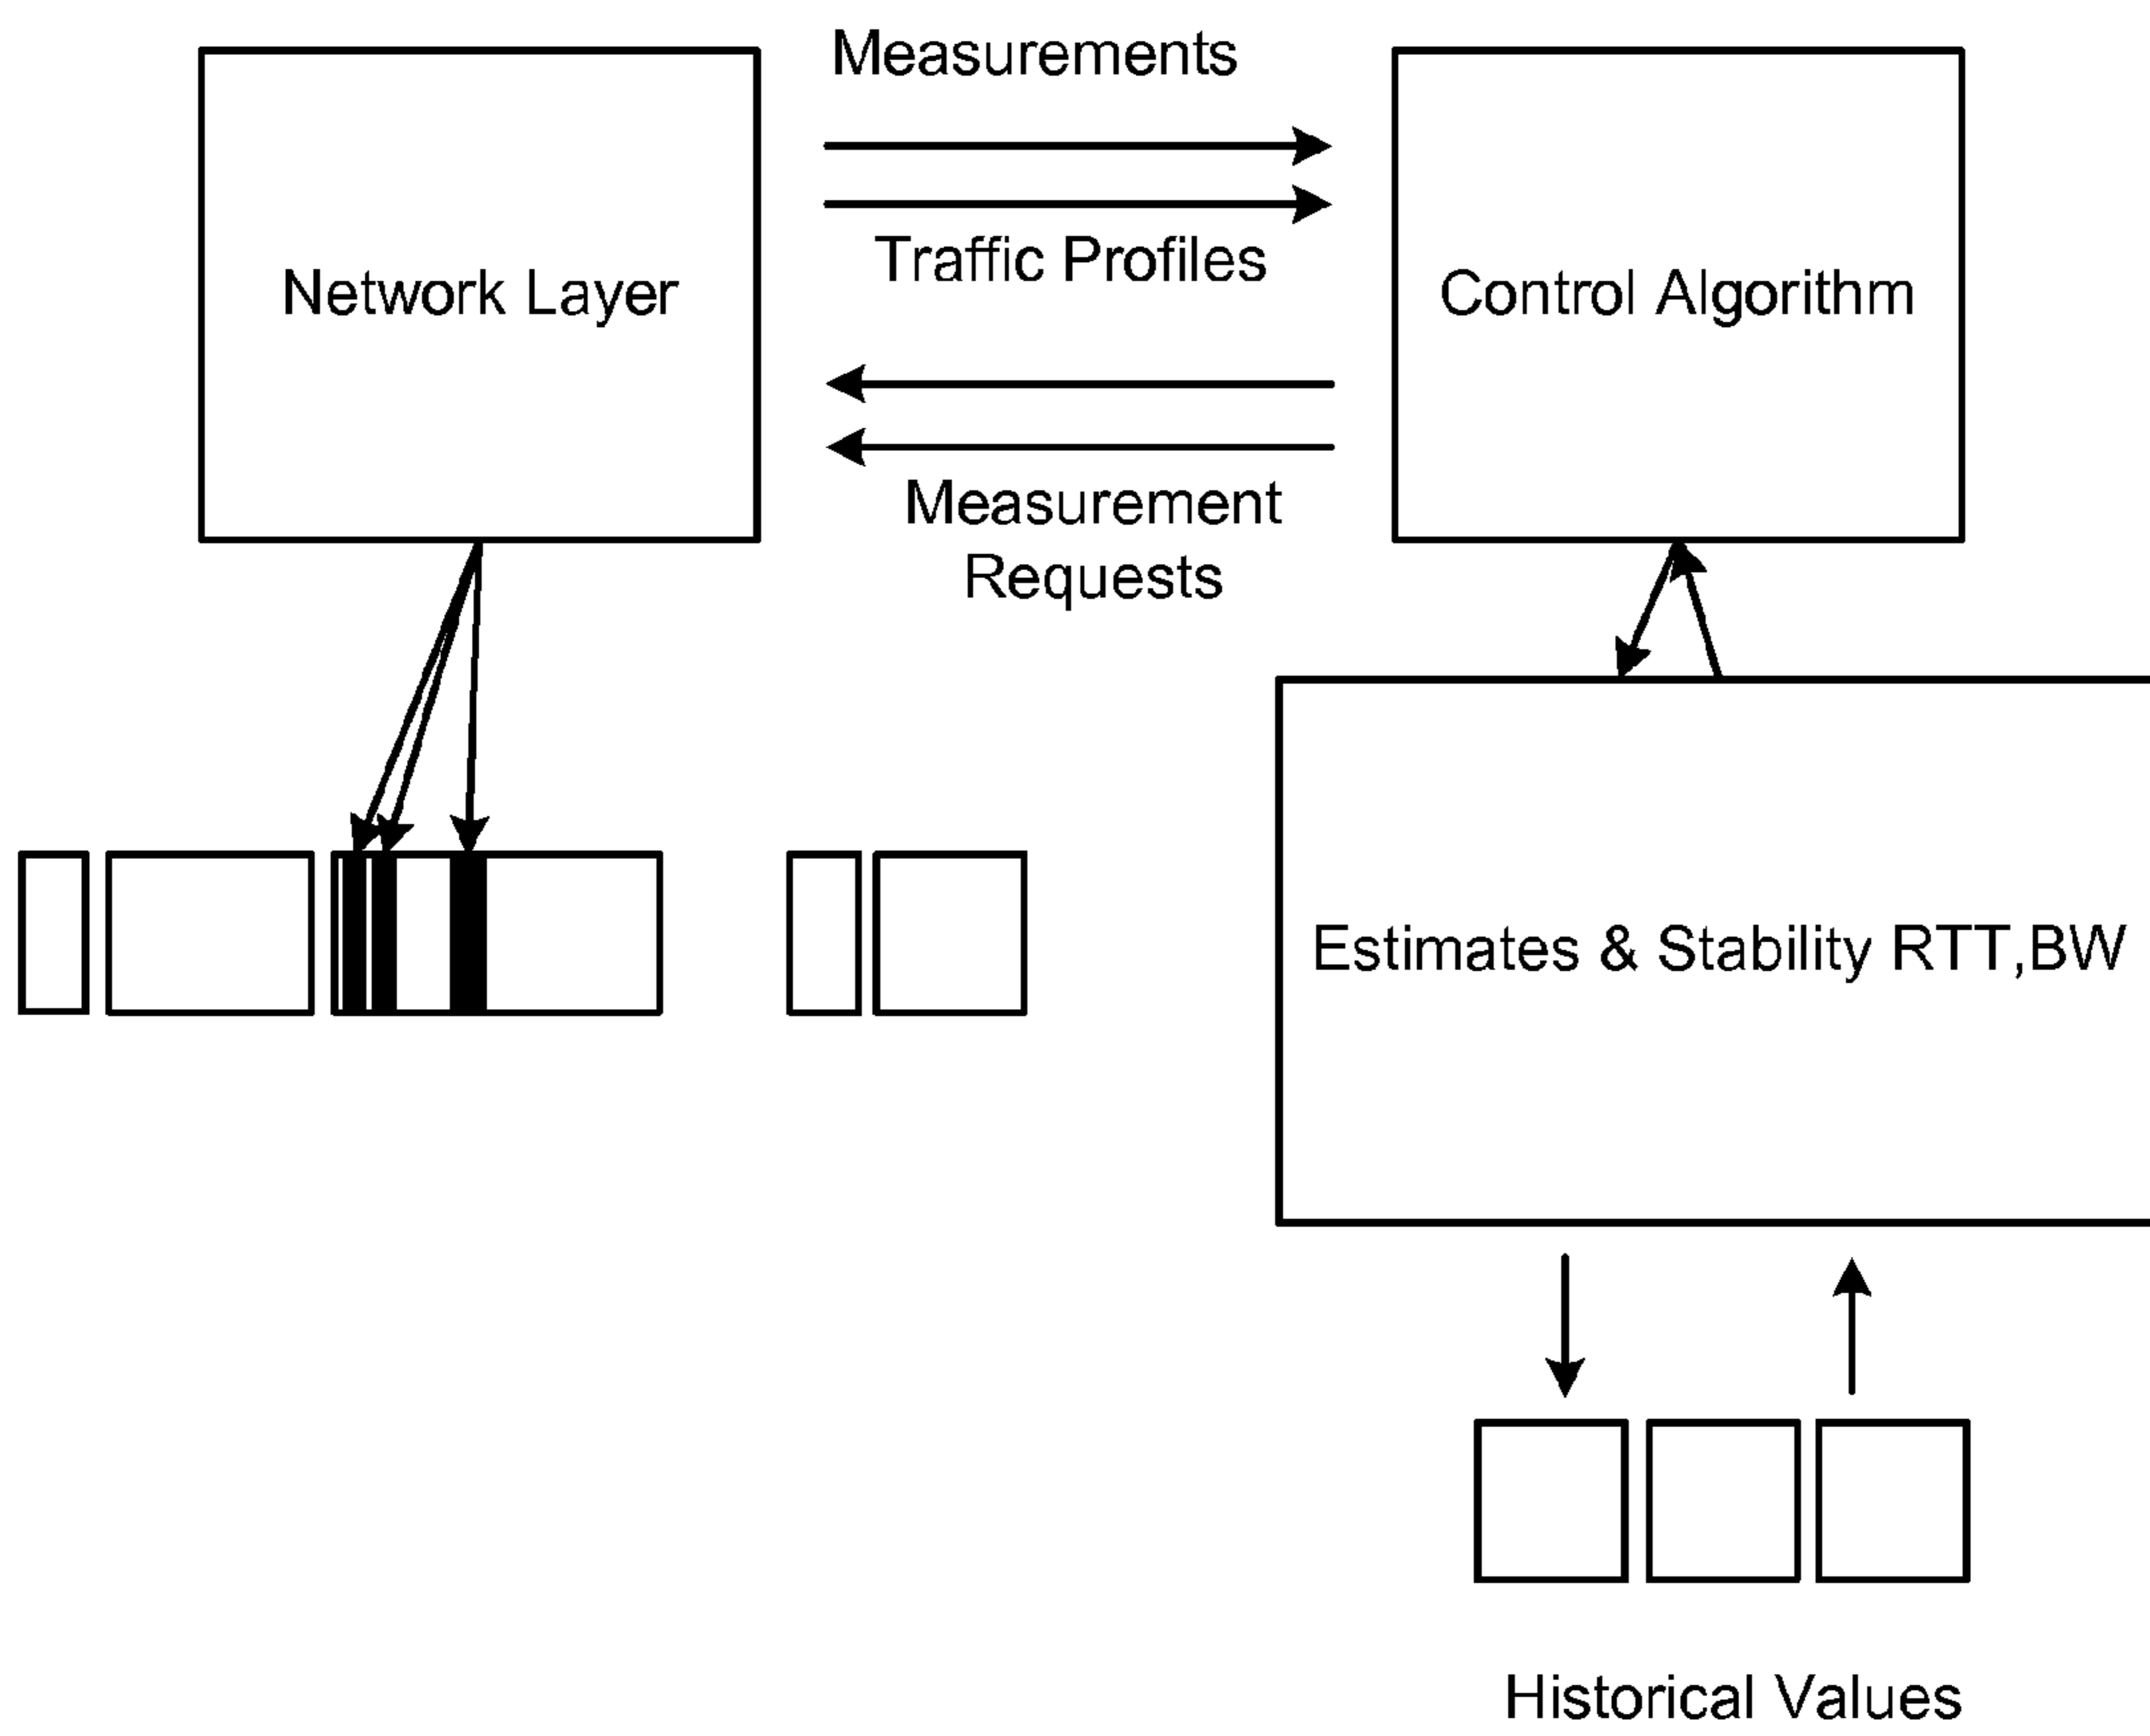 Measurements
Traffic Profiles
Network Layer
Control Algorithm
Measurement
Requests
Estimates & Stability RTT,BW
Historical Values